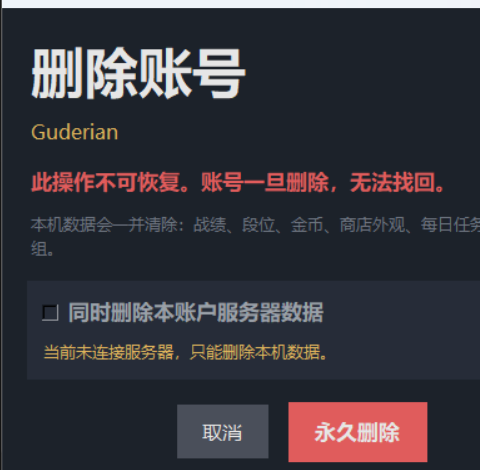 删除账号
Guderian
此操作不可恢复。账号一旦删除，无法找回。
本机数据会一并清除：战绩、段位、金币、商店外观、每日任务
组。
同时删除本账户服务器数据
当前未连接服务器，只能删除本机数据。
取消
永久删除